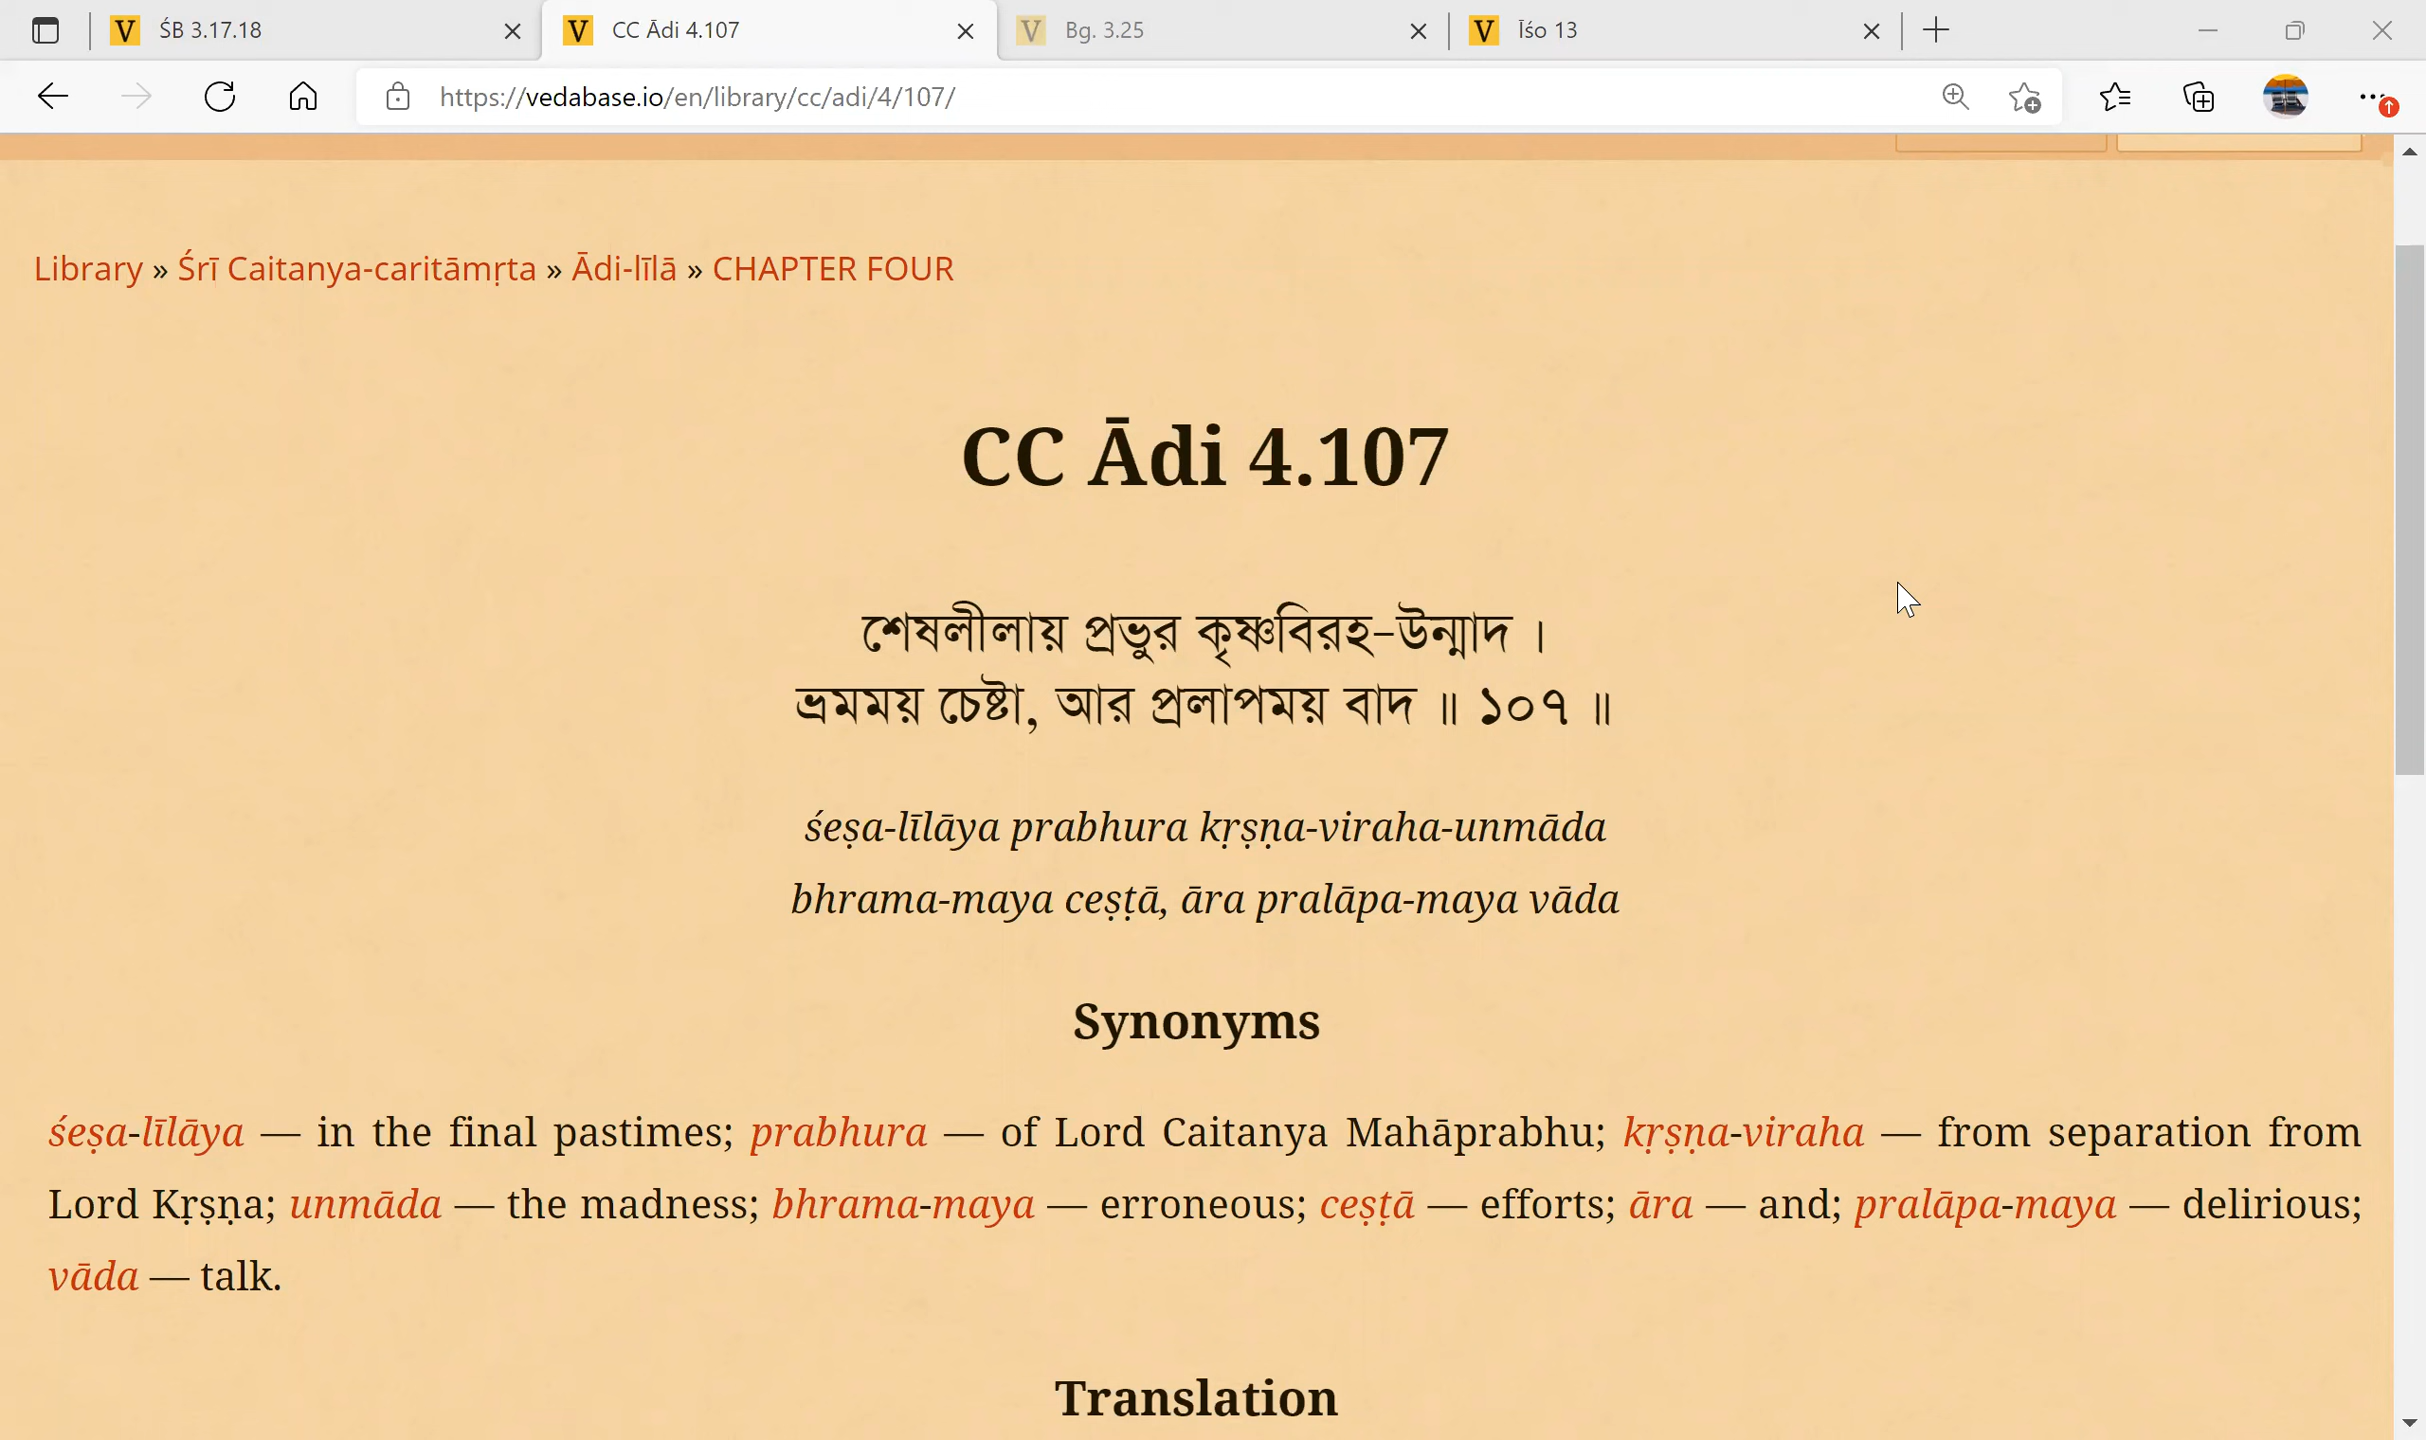 V ŚB 3.17.18
V CC Ādi 4.107
V Bg. 3.25
V Īśo 13
https://vedabase.io/en/library/cc/adi/4/107/
Library » Śrī Caitanya-caritāmṛta » Ādi-līlā » CHAPTER FOUR
CC Ādi 4.107
শেষলীলায় প্রভুর কৃষ্ণবিরহ-উন্মাদ ।
ভ্রমময় চেষ্টা, আর প্রলাপময় বাদ ॥ ১০৭ ॥
śeṣa-līlāya prabhura kṛṣṇa-viraha-unmāda
bhrama-maya ceṣṭā, āra pralāpa-maya vāda
Synonyms
śeṣa-līlāya — in the final pastimes; prabhura — of Lord Caitanya Mahāprabhu; kṛṣṇa-viraha — from separation from
Lord Kṛṣṇa; unmāda — the madness; bhrama-maya — erroneous; ceṣṭā — efforts; āra — and; pralāpa-maya — delirious;
vāda — talk.
Translation